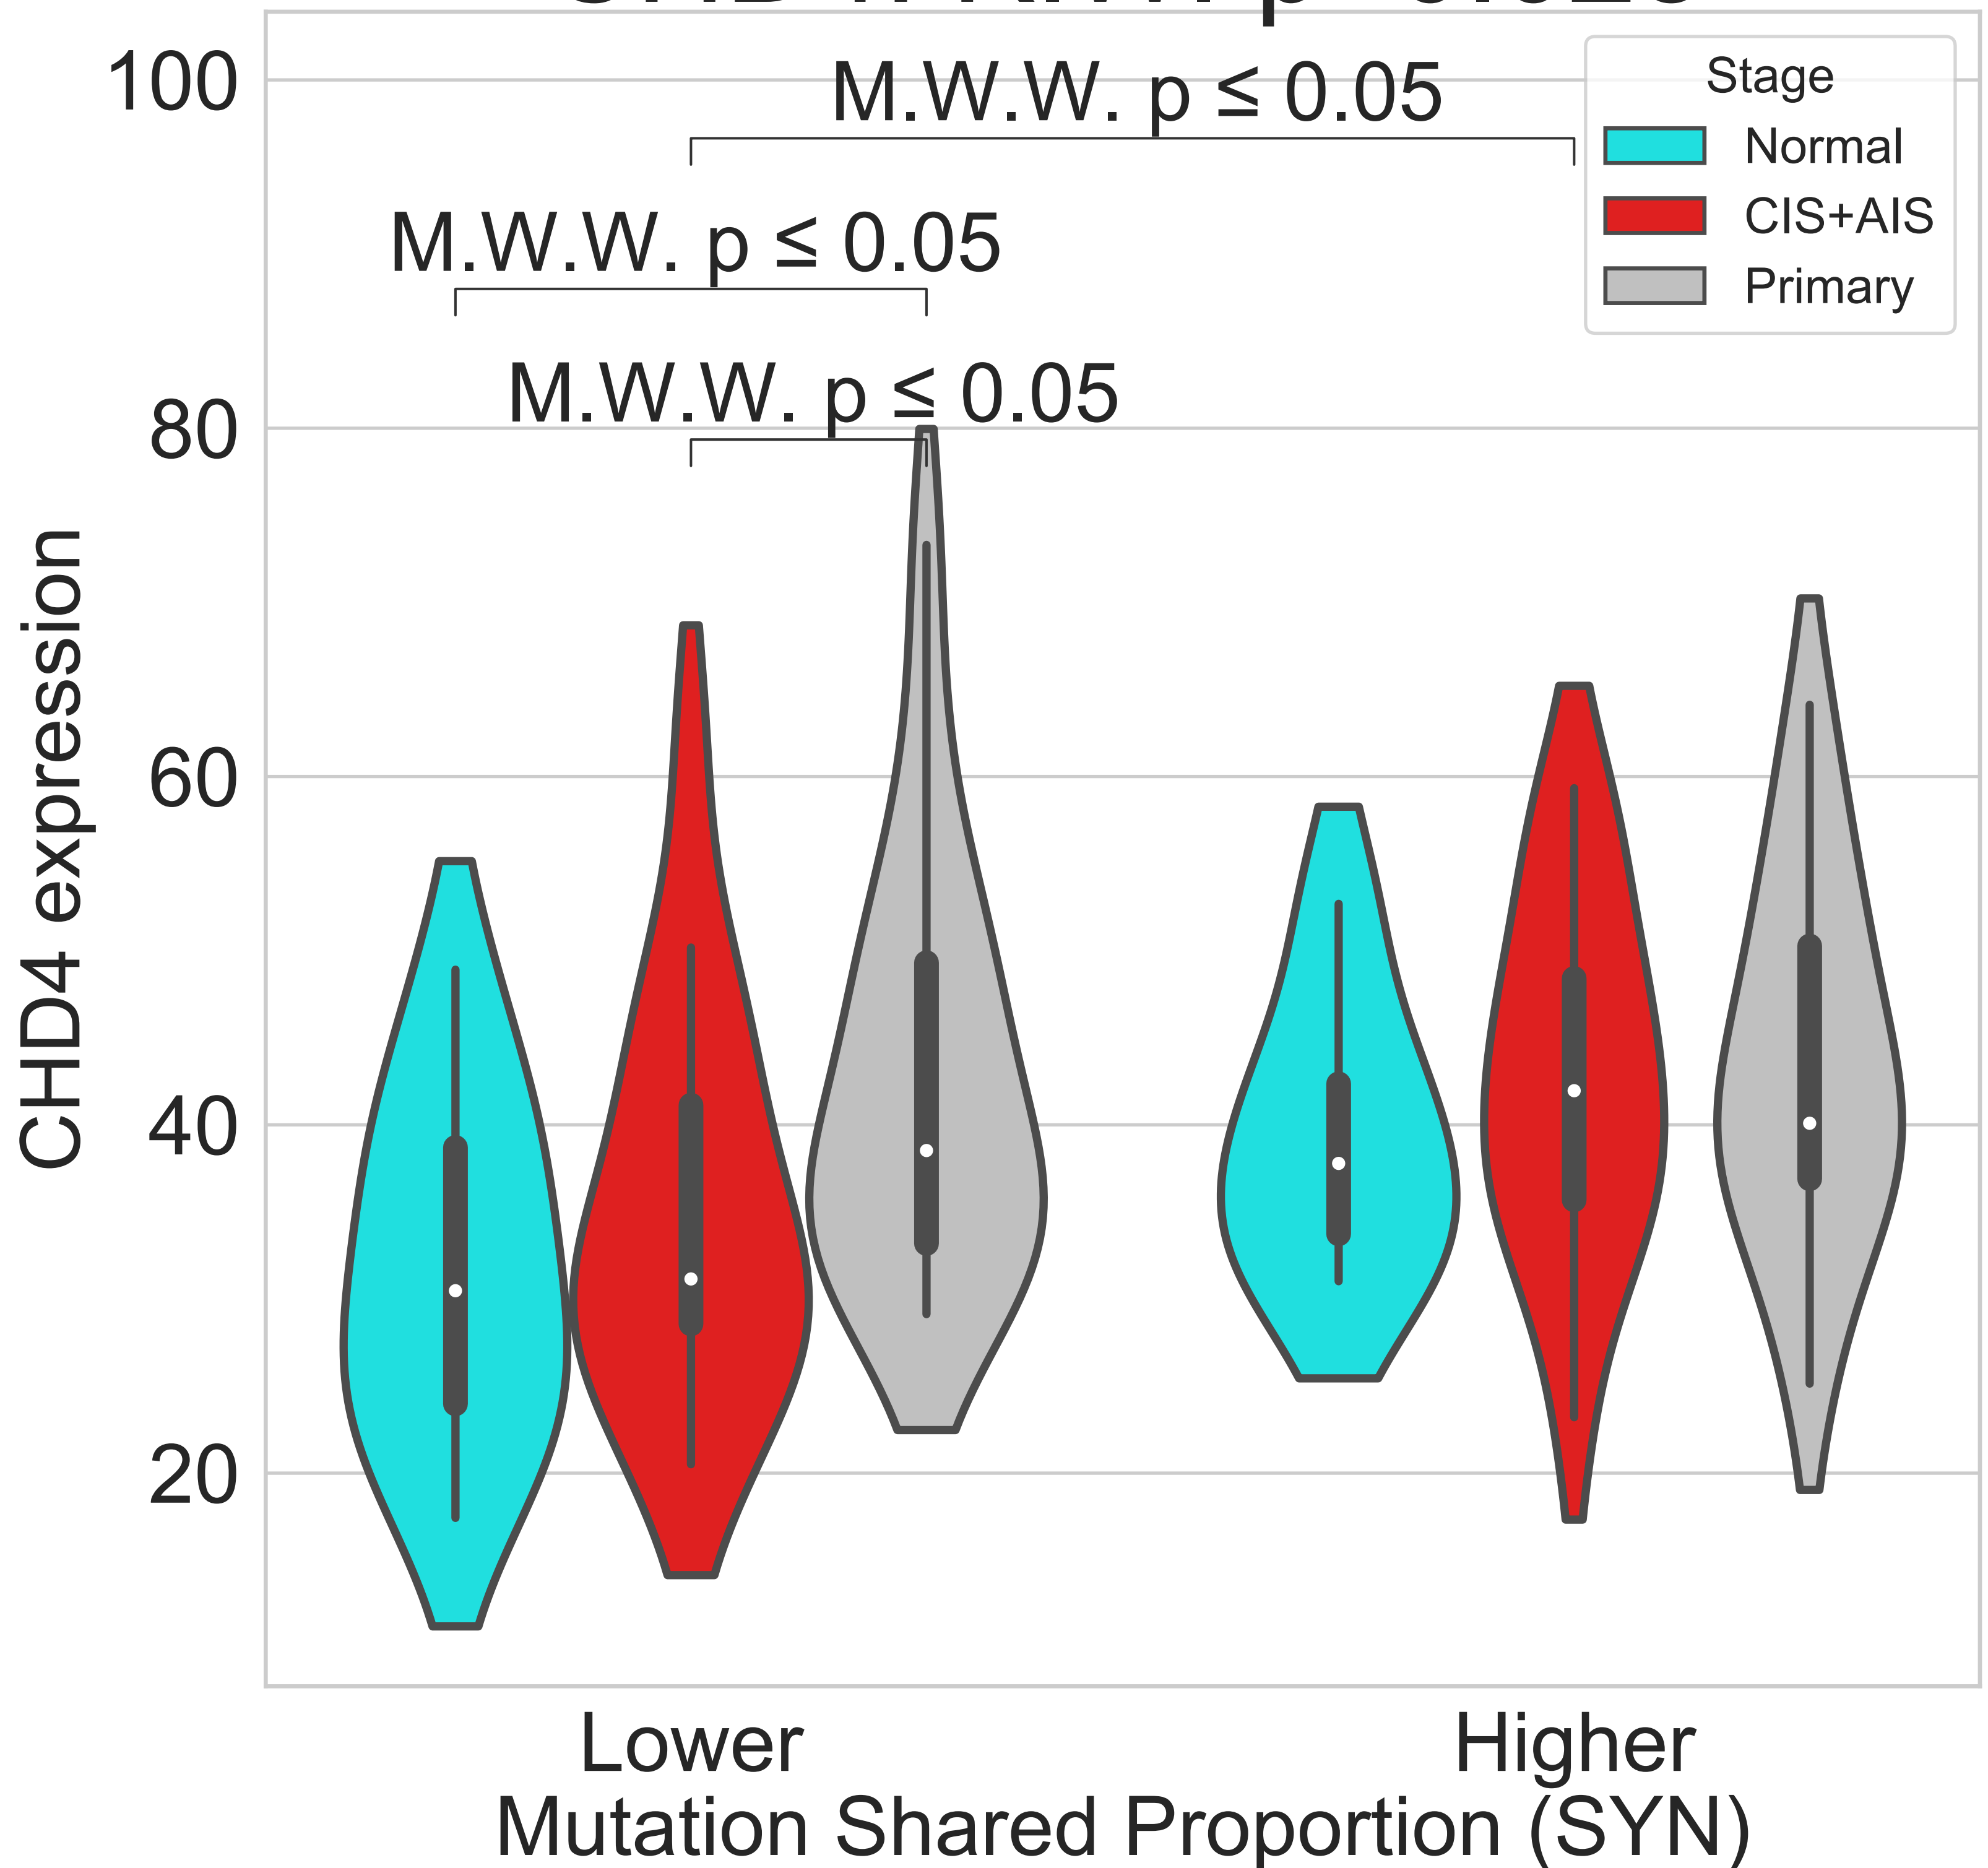 100
80
60
40
20
CHD4 expression
M.W.W. p ≤ 0.05
M.W.W. p ≤ 0.05
M.W.W. p ≤ 0.05
Stage
Normal
CIS+AIS
Primary
Lower
Higher
Mutation Shared Proportion (SYN)